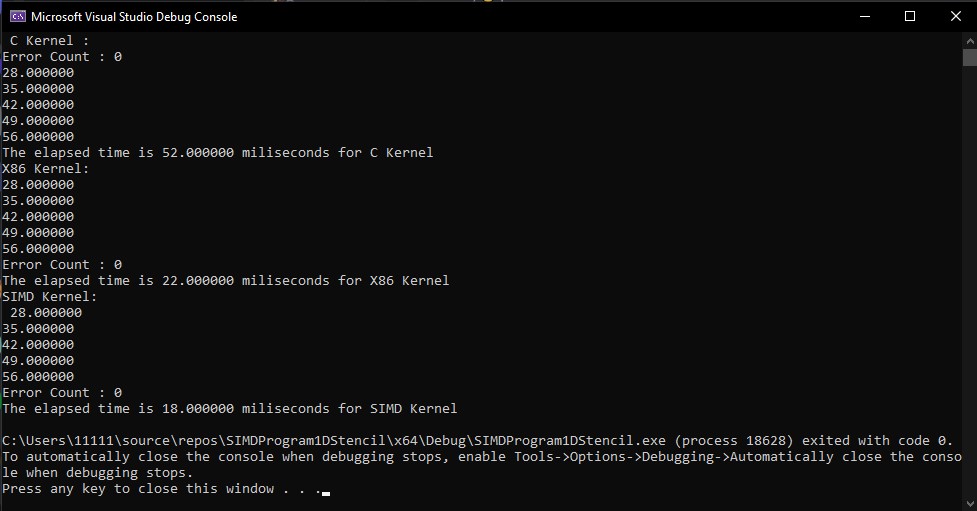 Microsoft Visual Studio Debug Console
C Kernel :
Error Count : 0
28.000000
35.000000
42.000000
49.000000
56.000000
The elapsed time is 52.000000 miliseconds for C Kernel
X86 Kernel:
28.000000
35.000000
42.000000
49.000000
56.000000
Error Count : 0
The elapsed time is 22.000000 miliseconds for X86 Kernel
SIMD Kernel:
28.000000
35.000000
42.000000
49.000000
56.000000
Error Count : 0
The elapsed time is 18.000000 miliseconds for SIMD Kernel
C:\Users\11111\source\repos\SIMDProgram1DStencil\x64\Debug\SIMDProgram1DStencil.exe (process 18628) exited with code 0.
To automatically close the console when debugging stops, enable Tools->Options->Debugging->Automatically close the conso
le when debugging stops.
Press any key to close this window . . .